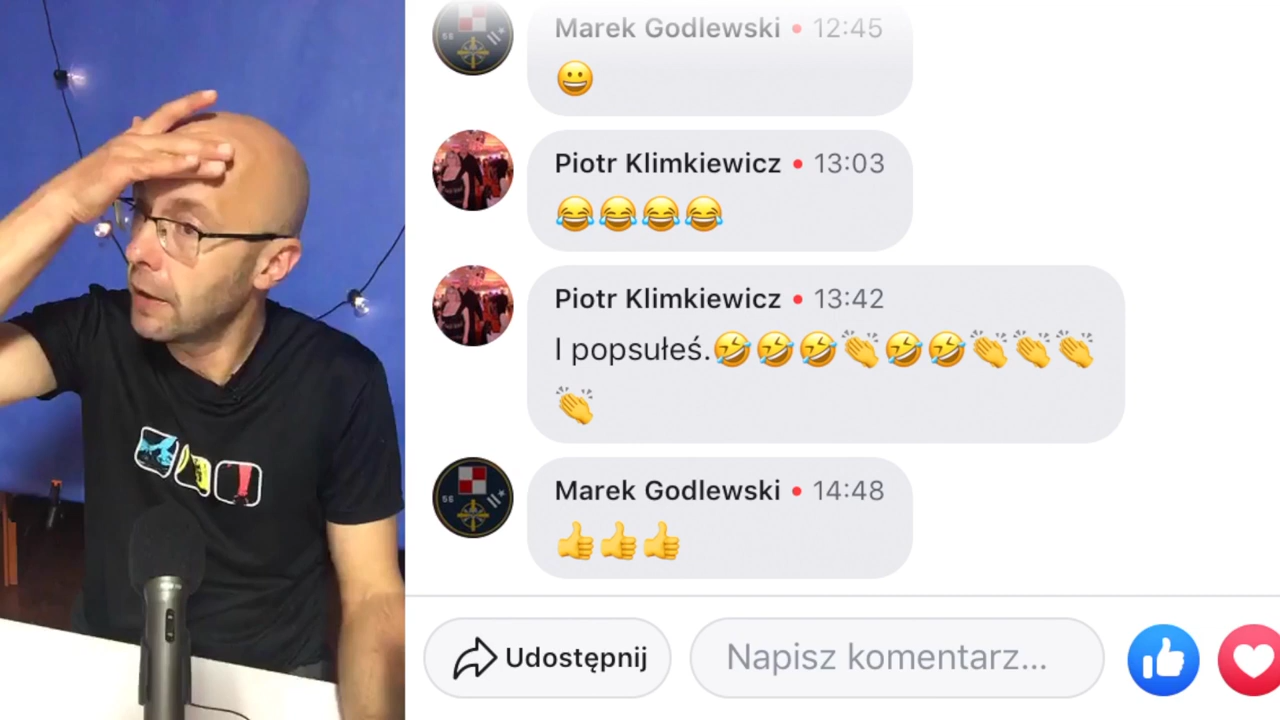 Marek Godlewski • 12:45
😀
Piotr Klimkiewicz • 13:03
😂😂😂😂
Piotr Klimkiewicz • 13:42
I popsułeś.🤣🤣🤣👏🤣🤣👏👏👏
👏
58
Marek Godlewski • 14:48
👍👍👍
Udostępnij
Napisz komentarz...